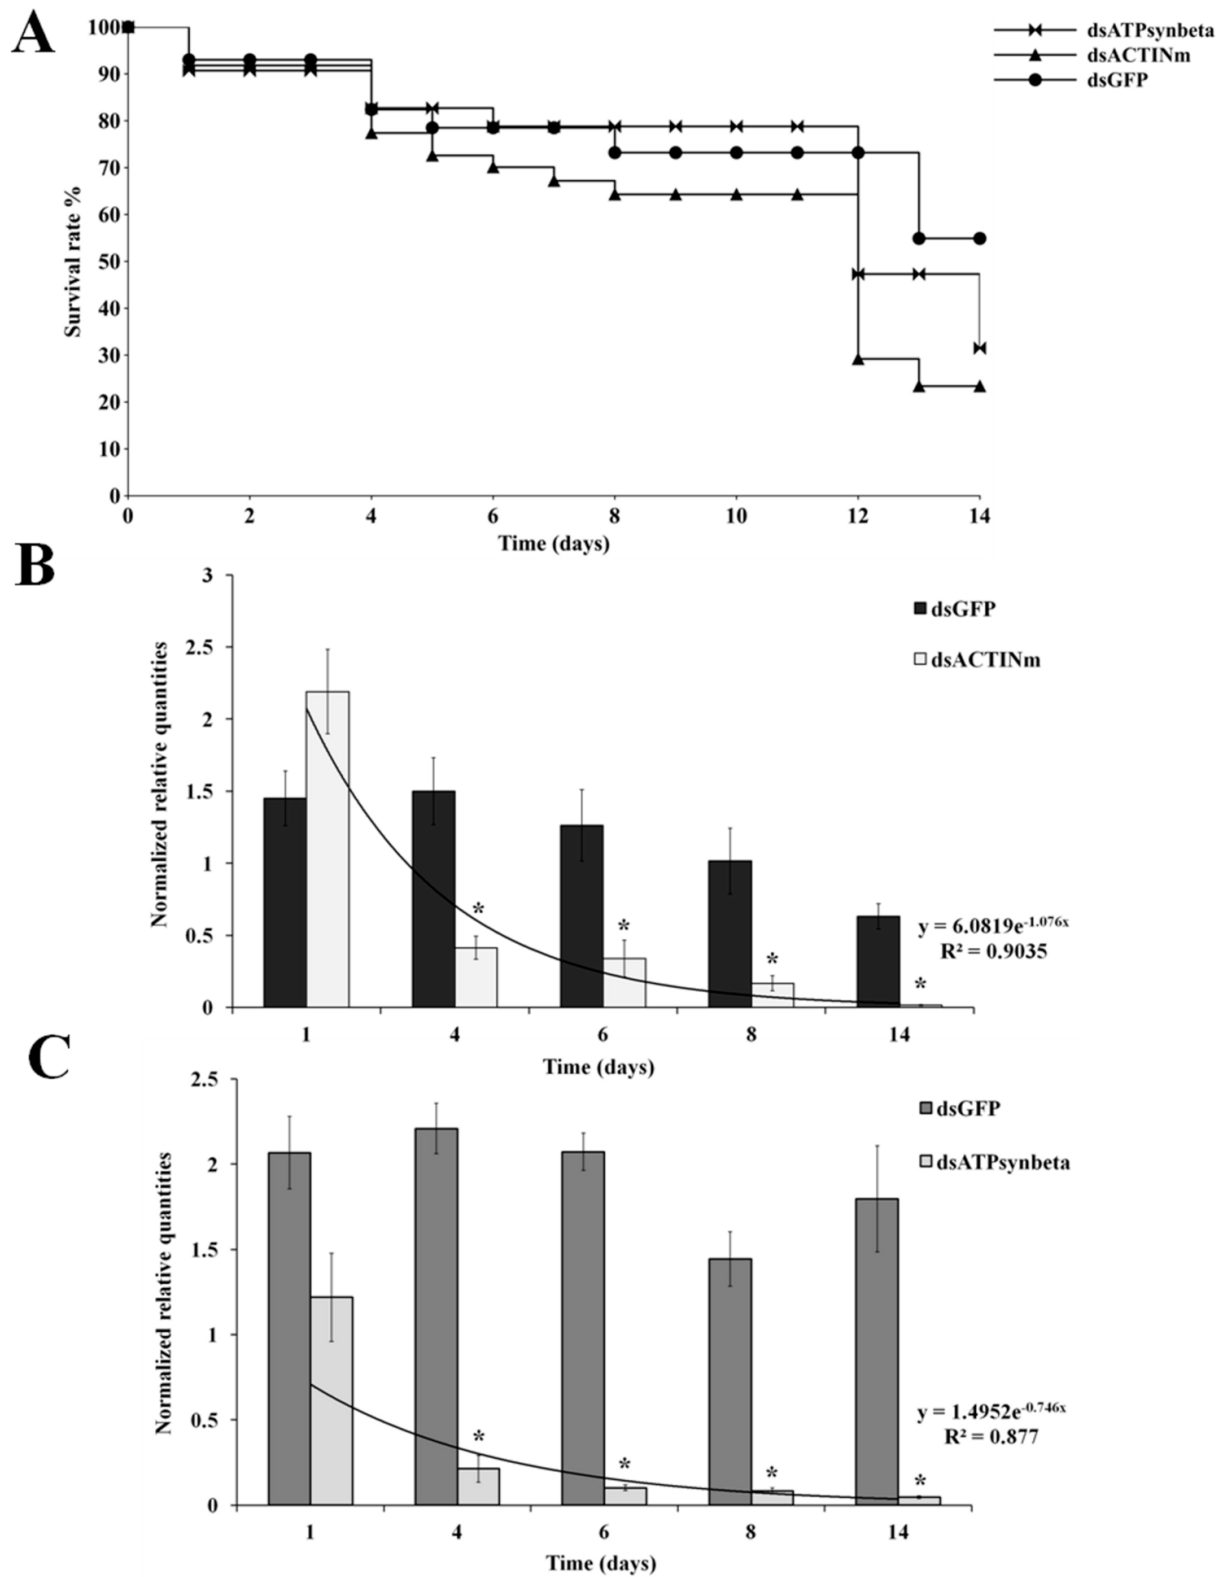 A
100
90
80
70
60
50
40
30
20
10
0
Survival rate %
0 2 4 6 8 10 12 14
Time (days)
dsATPsynbeta
dsACTINm
dsGFP
B
3
2.5
2
1.5
1
0.5
0
Normalized relative quantities
dsGFP
dsACTINm
* * * *
y = 6.0819e^-1.076x
R² = 0.9035
1 4 6 8 14
Time (days)
C
2.5
2
1.5
1
0.5
0
Normalized relative quantities
dsGFP
dsATPsynbeta
* * * *
y = 1.4952e^-0.746x
R² = 0.877
1 4 6 8 14
Time (days)